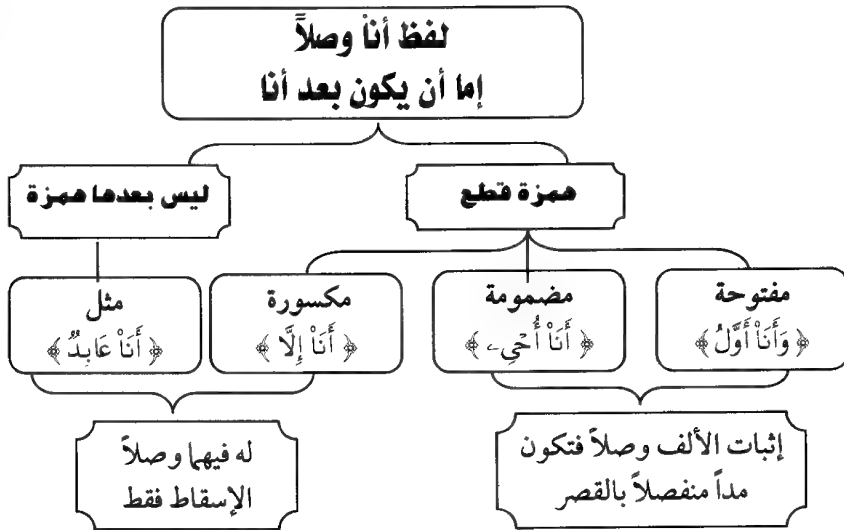 لفظ أنا۠ وصلاً
إما أن يكون بعد أنا
همزة قطع
ليس بعدها همزة
مفتوحة
﴿ وَأَنَا۠ أَوَّلُ ﴾
مضمومة
﴿ أَنَا۠ أُحْيِۦ ﴾
مكسورة
﴿ أَنَا۠ إِلَّا ﴾
مثل
﴿ أَنَا۠ عَابِدٌ ﴾
إثبات الألف وصلاً فتكون
مداً منفصلاً بالقصر
له فيهما وصلاً
الإسقاط فقط